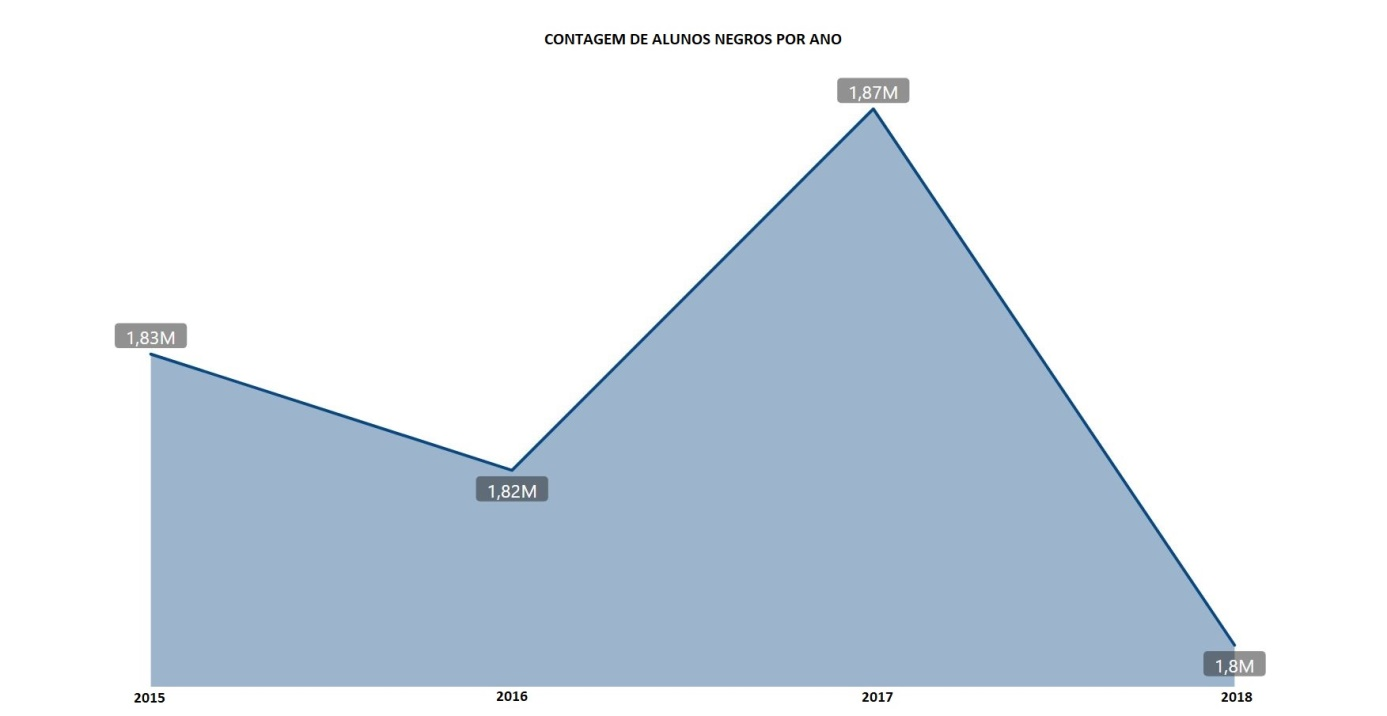 CONTAGEM DE ALUNOS NEGROS POR ANO
1,87M
1,83M
1,82M
1,8M
2015
2016
2017
2018